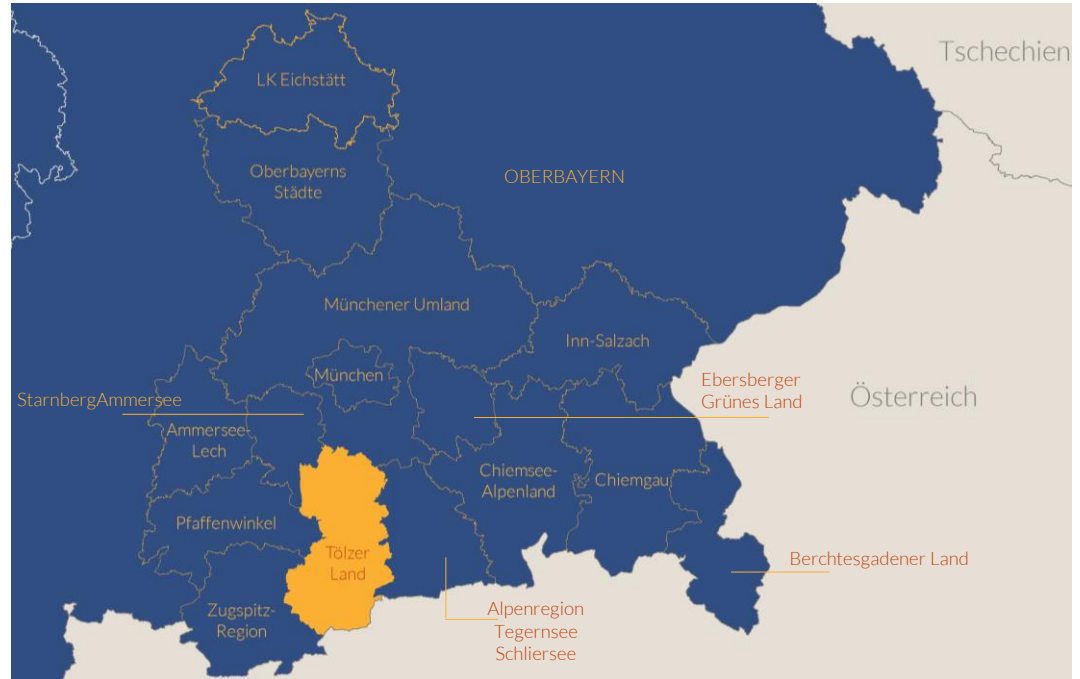 Tschechien
LK Eichstätt
Oberbayerns
Städte
OBERBAYERN
Münchener Umland
Inn-Salzach
München
Ebersberger
Grünes Land
StarnbergAmmersee
Österreich
Ammersee-
Lech
Chiemsee-
Alpenland
Chiemgau
Pfaffenwinkel
Tölzer
Land
Berchtesgadener Land
Zugspitz-
Region
Alpenregion
Tegernsee
Schliersee